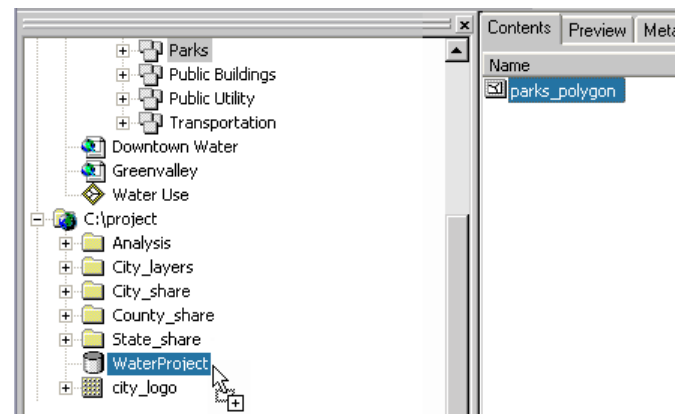 Parks
Public Buildings
Public Utility
Transportation
Downtown Water
Greenvalley
Water Use
C:\project
Analysis
City_layers
City_share
County_share
State_share
WaterProject
city_logo
Contents Preview Meta
Name
parks_polygon